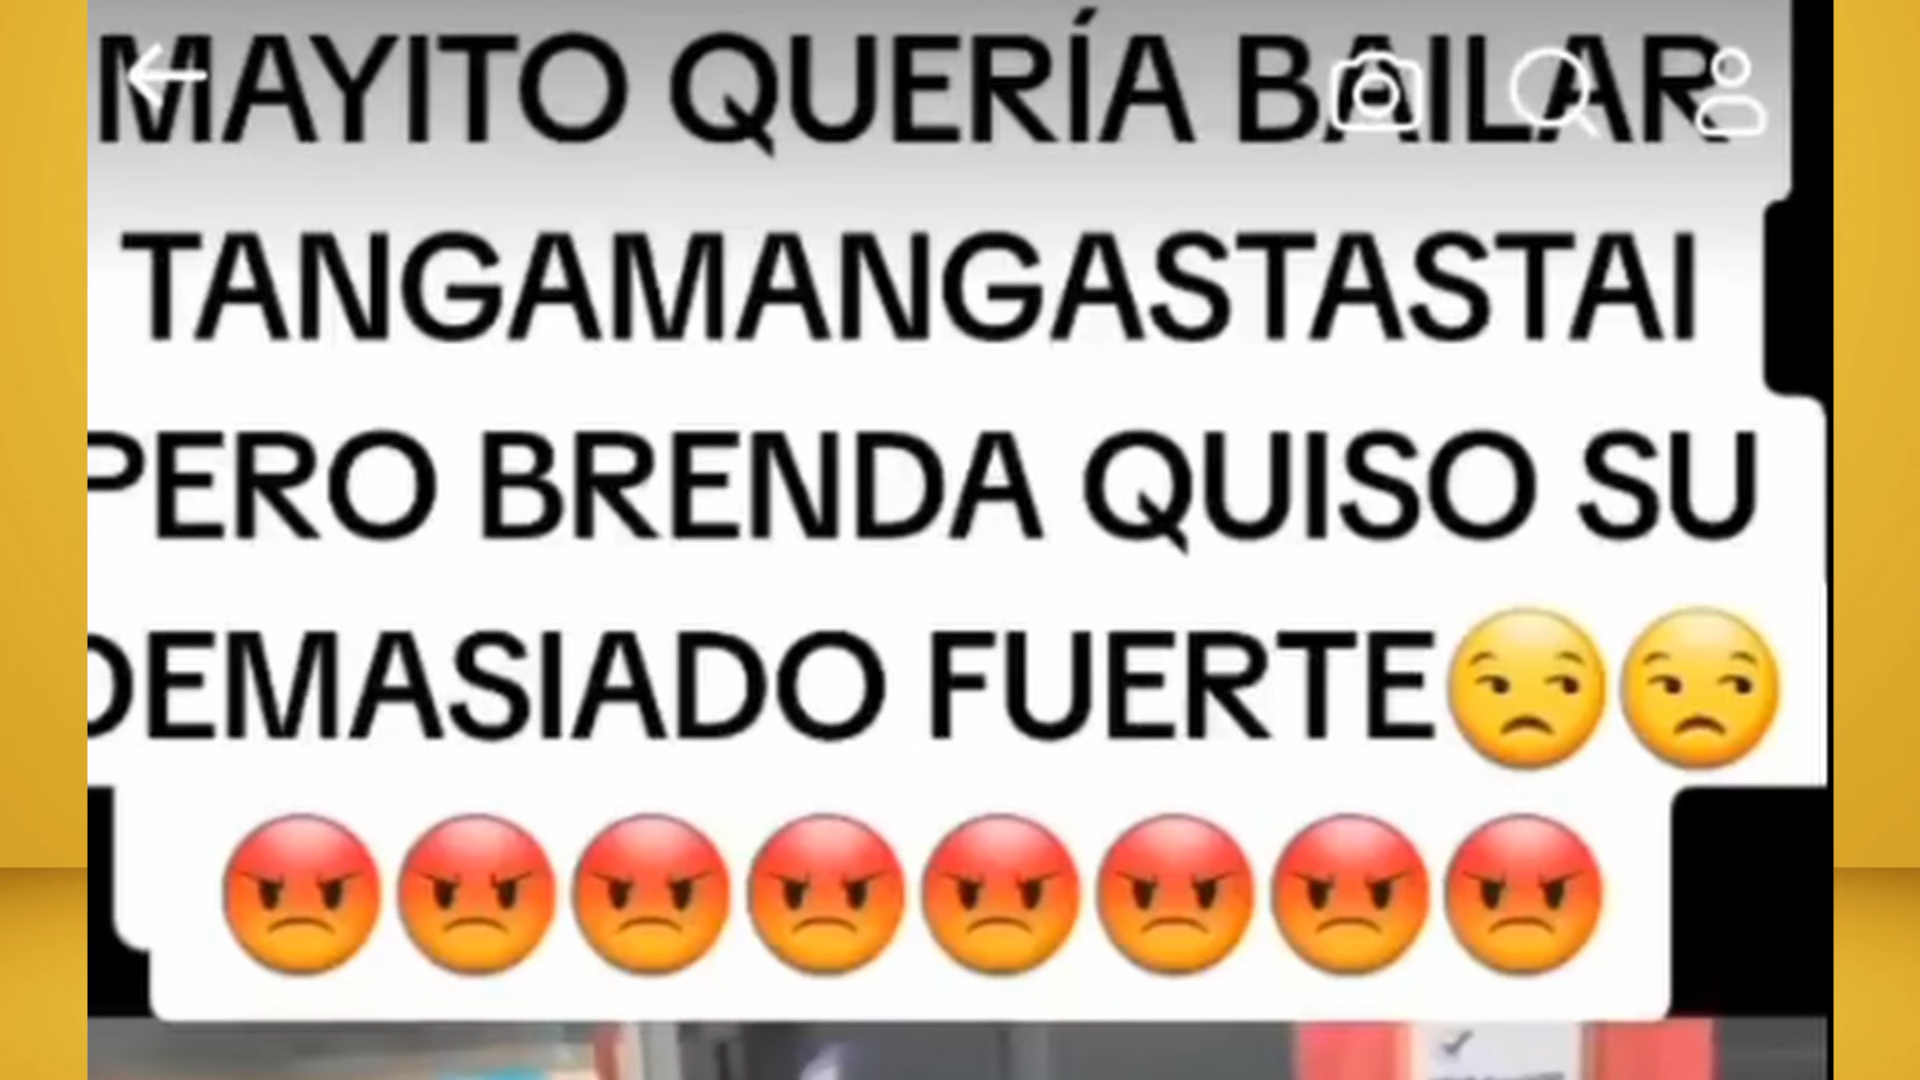 MAYITO QUERÍA BAILAR
TANGAMANGASTASTAI
PERO BRENDA QUISO SU
DEMASIADO FUERTE😒😒
😡😡😡😡😡😡😡😡